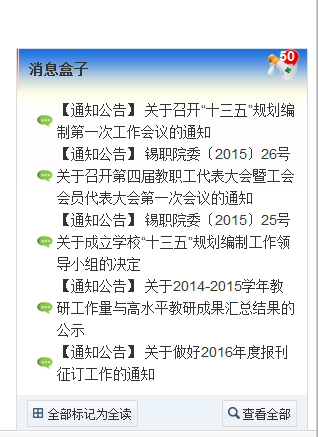 消息盒子
50
【通知公告】 关于召开“十三五”规划编
制第一次工作会议的通知
【通知公告】 锡职院委〔2015〕26号
关于召开第四届教职工代表大会暨工会
会员代表大会第一次会议的通知
【通知公告】 锡职院委〔2015〕25号
关于成立学校“十三五”规划编制工作领
导小组的决定
【通知公告】 关于2014-2015学年教
研工作量与高水平教研成果汇总结果的
公示
【通知公告】 关于做好2016年度报刊
征订工作的通知
全部标记为全读
查看全部